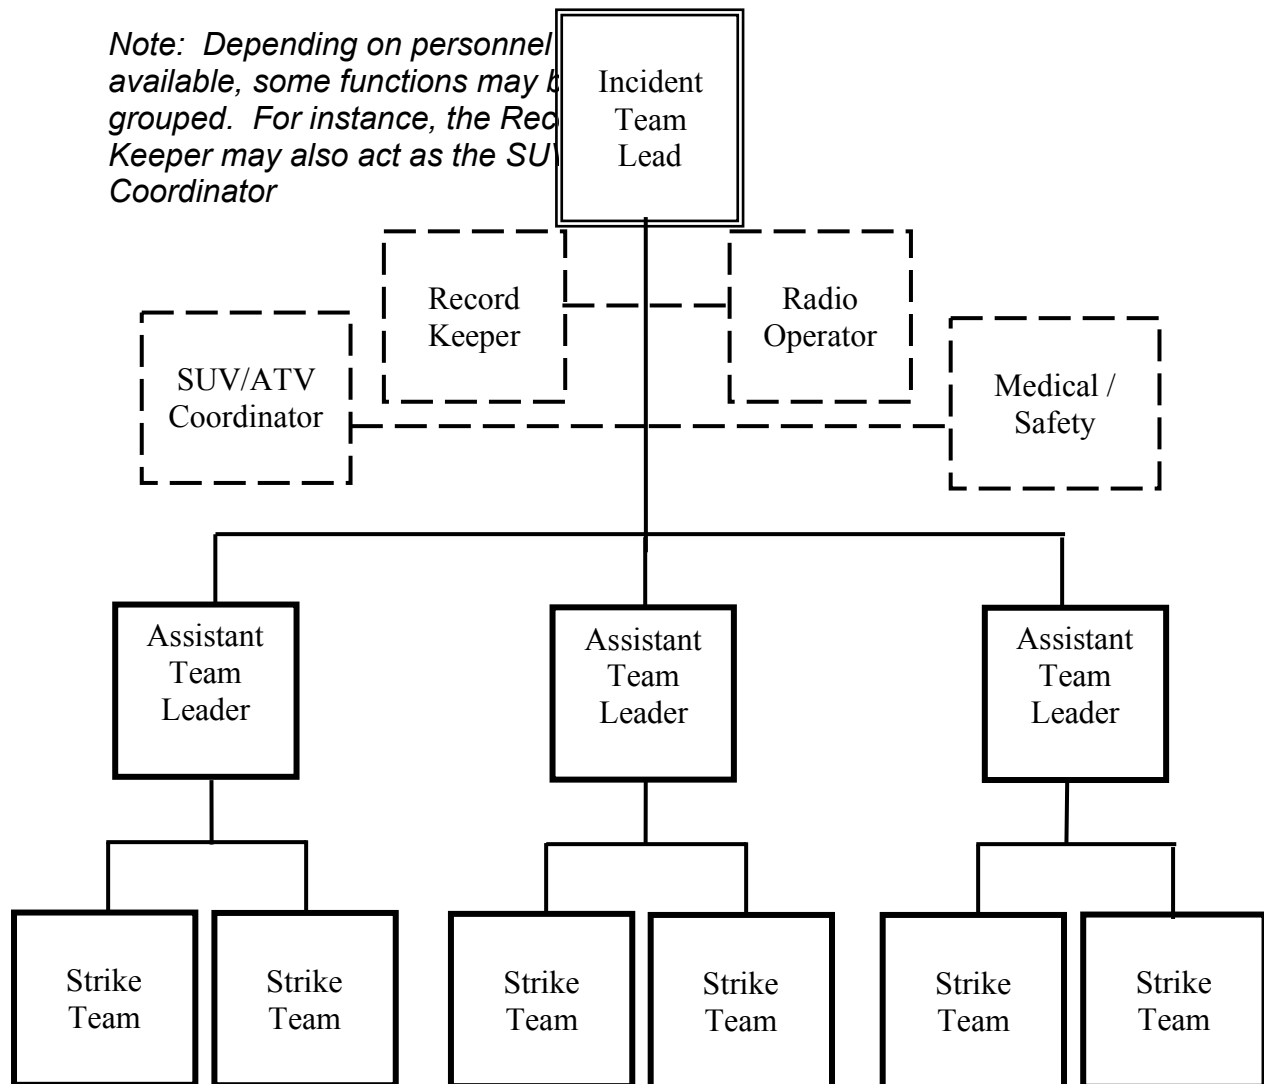 Note: Depending on personnel
available, some functions may
grouped. For instance, the
Keeper may also act as the
Coordinator
Incident
Team
Lead
Record
Keeper
Radio
Operator
SUV/ATV
Coordinator
Medical /
Safety
Assistant
Team
Leader
Assistant
Team
Leader
Assistant
Team
Leader
Strike
Team
Strike
Team
Strike
Team
Strike
Team
Strike
Team
Strike
Team